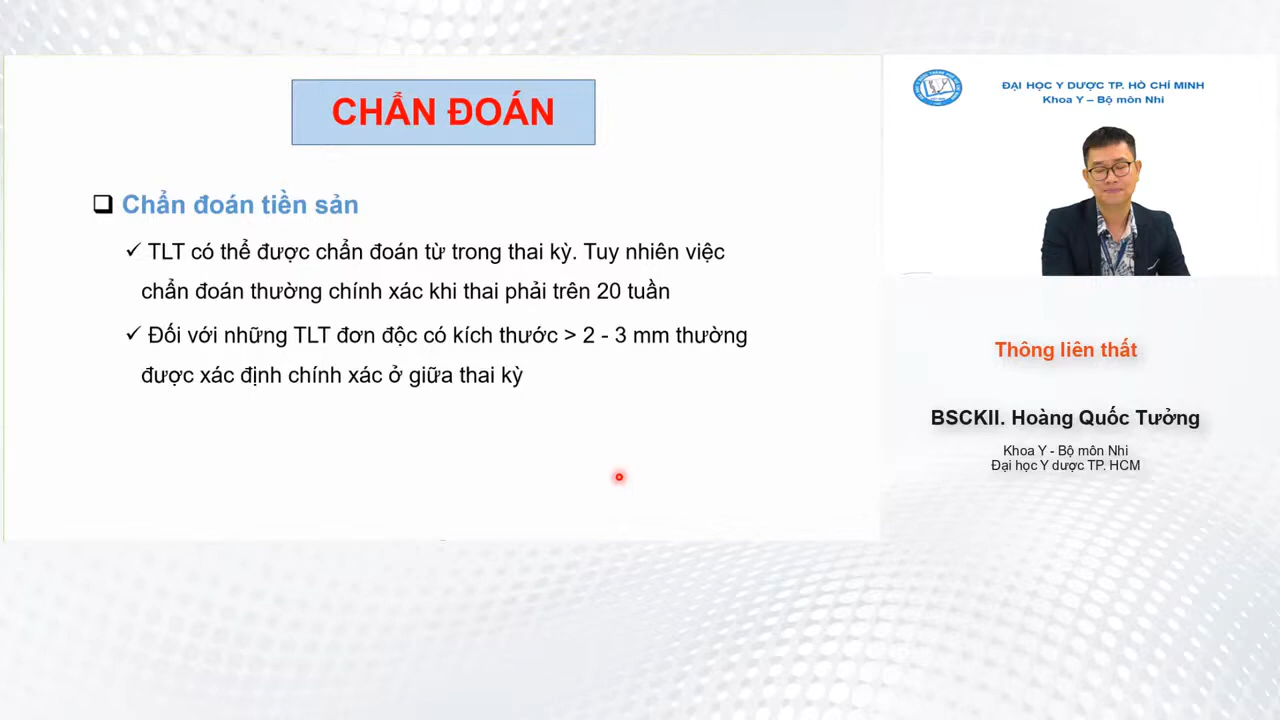 CHẨN ĐOÁN
Chẩn đoán tiền sản
TLT có thể được chẩn đoán từ trong thai kỳ. Tuy nhiên việc
chẩn đoán thường chính xác khi thai phải trên 20 tuần
Đối với những TLT đơn độc có kích thước > 2 - 3 mm thường
được xác định chính xác ở giữa thai kỳ
ĐẠI HỌC Y DƯỢC TP. HỒ CHÍ MINH
Khoa Y – Bộ môn Nhi
Thông liên thất
BSCKII. Hoàng Quốc Tưởng
Khoa Y - Bộ môn Nhi
Đại học Y dược TP. HCM